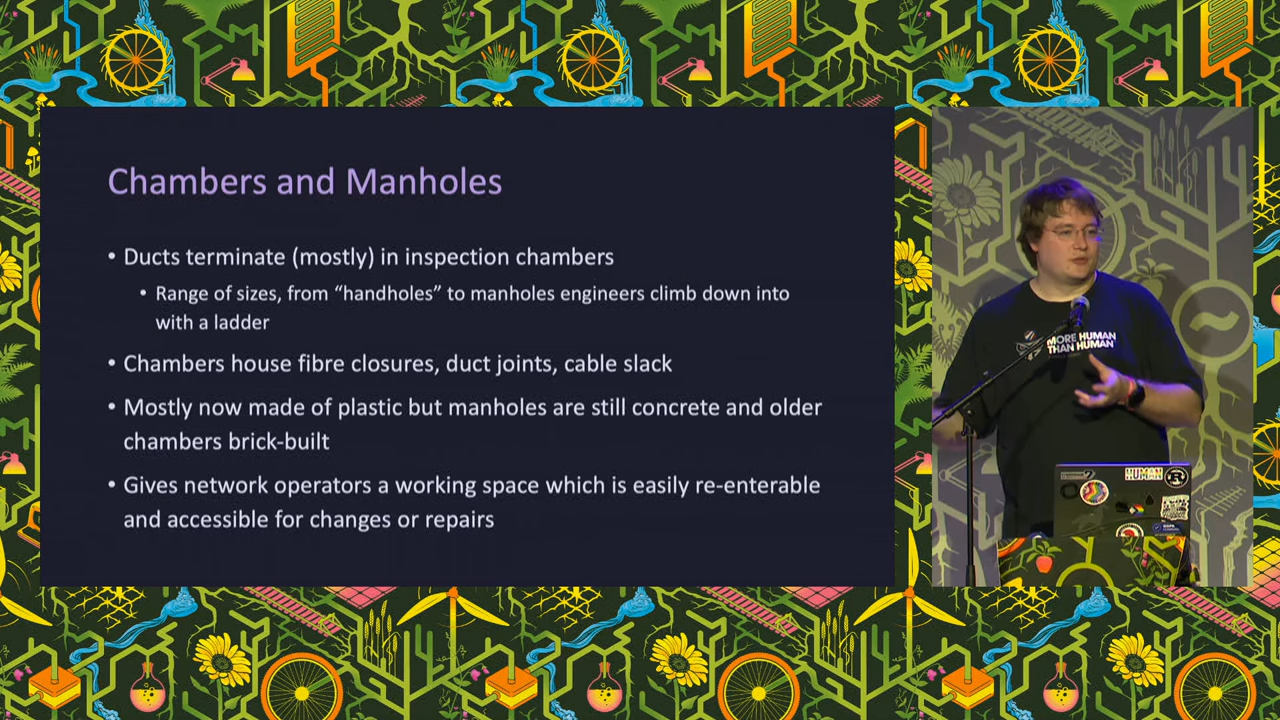 Chambers and Manholes
• Ducts terminate (mostly) in inspection chambers
• Range of sizes, from “handholes” to manholes engineers climb down into
with a ladder
• Chambers house fibre closures, duct joints, cable slack
• Mostly now made of plastic but manholes are still concrete and older
chambers brick-built
• Gives network operators a working space which is easily re-enterable
and accessible for changes or repairs
MORE HUMAN
THAN HUMAN
HUMAN
HUMAN